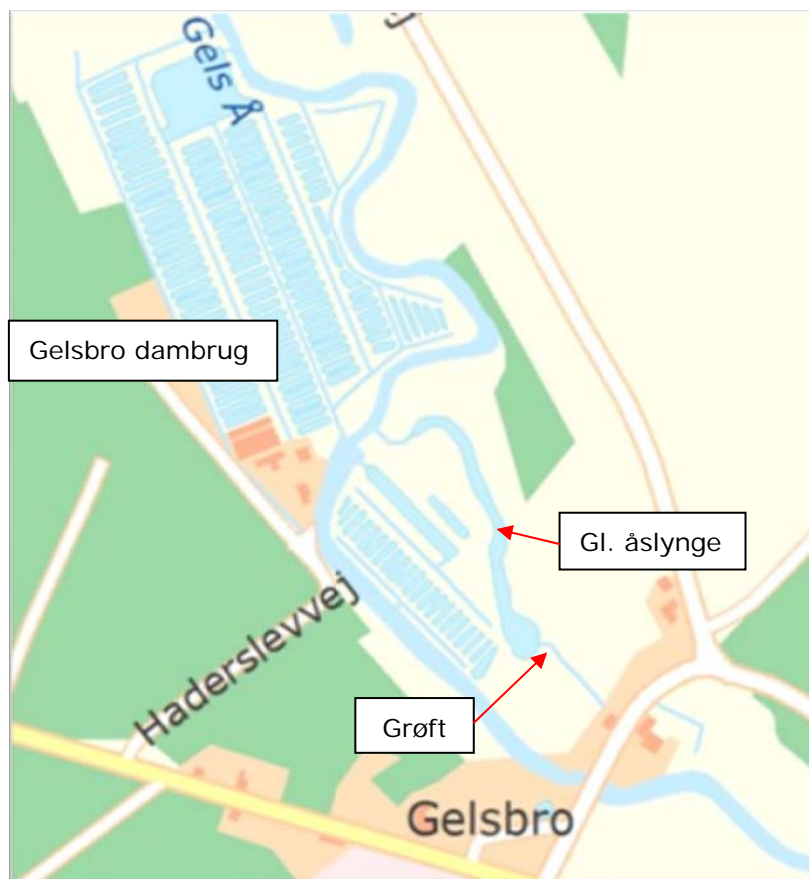 Gels Å
Gelsbro dambrug
Gl. åslynge
Haderslevvej
Grøft
Gelsbro